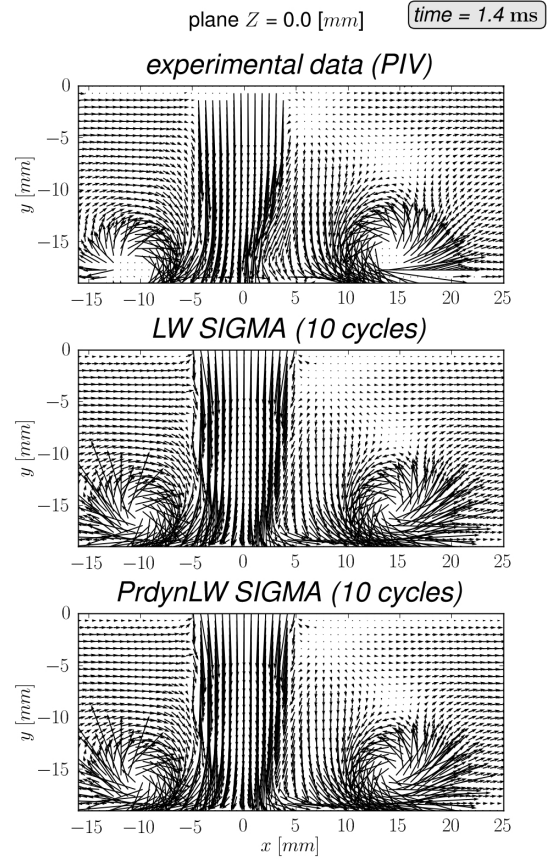 plane Z = 0.0 [mm]
time = 1.4 ms
experimental data (PIV)
0
−5
−10
−15
y [mm]
−15 −10 −5 0 5 10 15 20 25
LW SIGMA (10 cycles)
0
−5
−10
−15
y [mm]
−15 −10 −5 0 5 10 15 20 25
PrdynLW SIGMA (10 cycles)
0
−5
−10
−15
y [mm]
−15 −10 −5 0 5 10 15 20 25
x [mm]